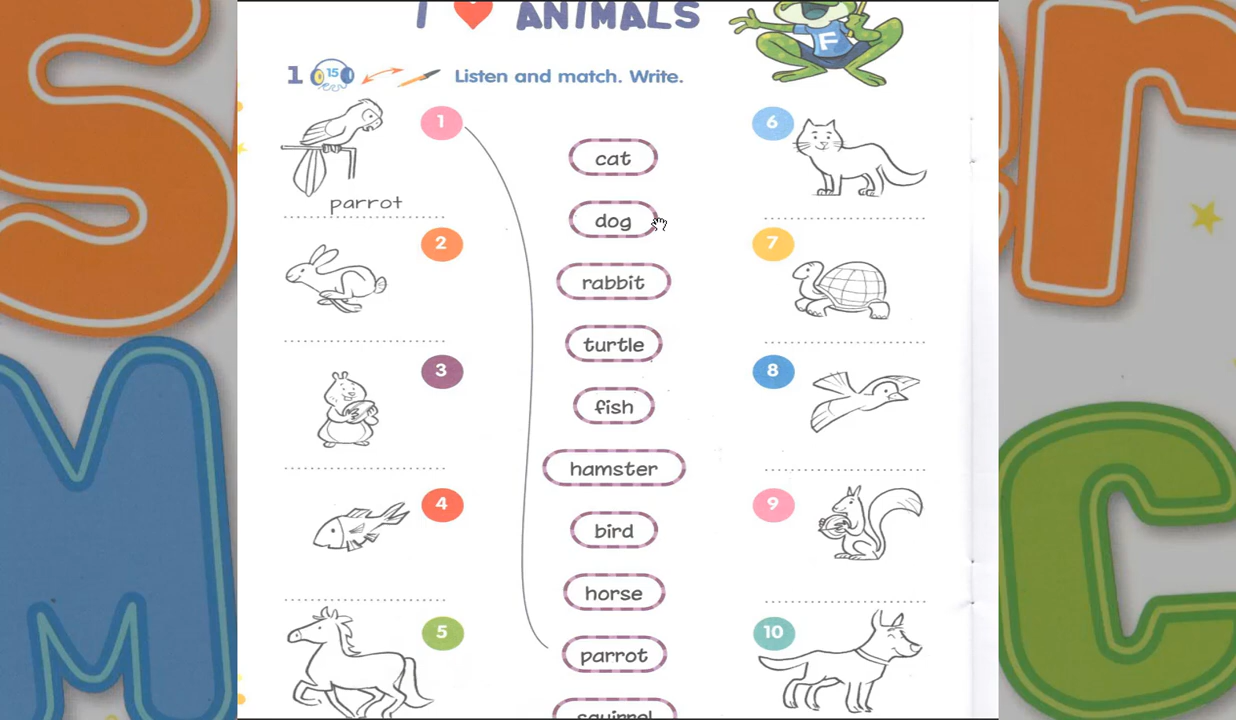 I ANIMALS
F
1 15 Listen and match. Write.
1
parrot
2
3
4
5
cat
dog
rabbit
turtle
fish
hamster
bird
horse
parrot
squirrel
6
7
8
9
10
S
r
M
C